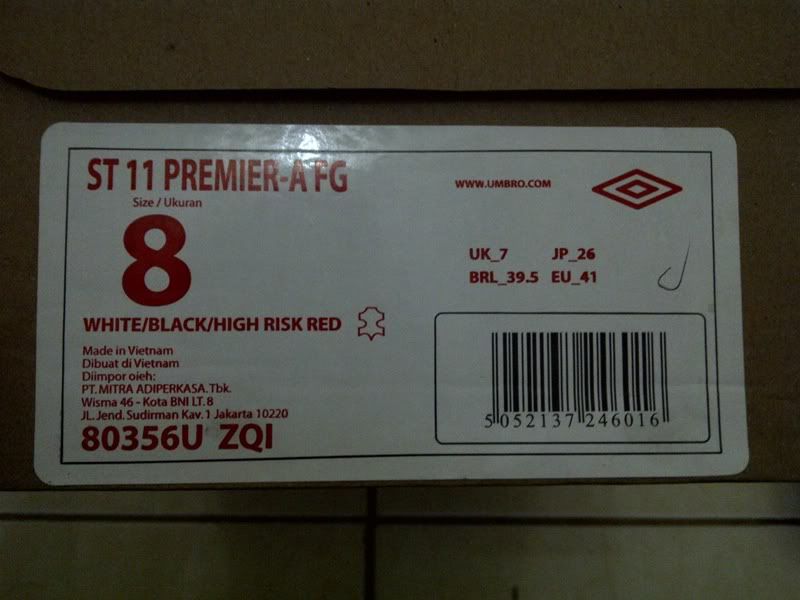 ST 11 PREMIER-A FG
Size / Ukuran
8
WHITE/BLACK/HIGH RISK RED
Made in Vietnam
Dibuat di Vietnam
Diimpor oieh:
PT. MITRA ADIPERKASA. Tbk.
Wisma 46 - Kota BNI LT. 8
JL. Jend. Sudirman Kav. 1 Jakarta 10220
80356U ZQI
WWW.UMBRO.COM
UK_7 JP_26
BRL_39.5 EU_41
5 052137 246016